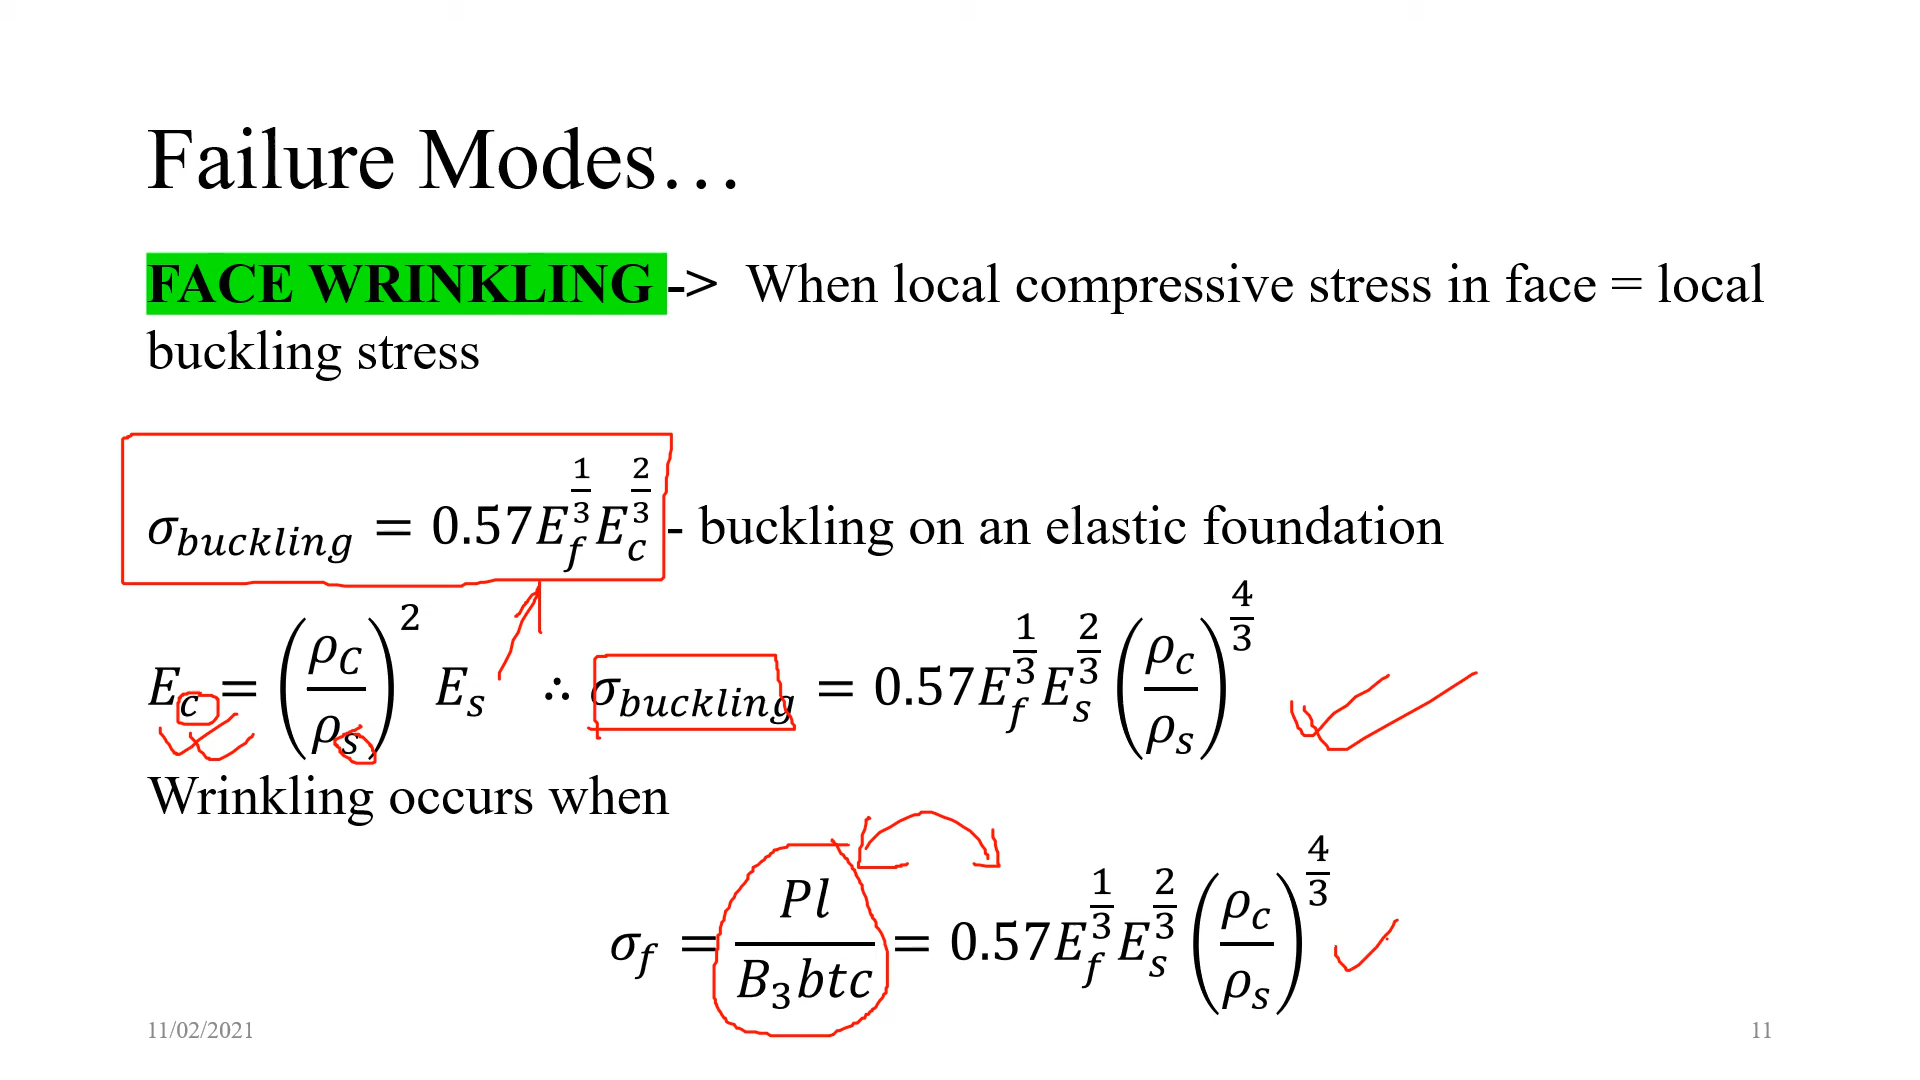 Failure Modes…
FACE WRINKLING -> When local compressive stress in face = local
buckling stress
σ_buckling = 0.57E_f^(1/3) E_c^(2/3) - buckling on an elastic foundation
E_c = (ρ_C/ρ_s)^2 E_s ∴ σ_buckling = 0.57E_f^(1/3) E_s^(2/3) (ρ_c/ρ_s)^(4/3)
Wrinkling occurs when
σ_f = Pl/(B_3btc) = 0.57E_f^(1/3) E_s^(2/3) (ρ_c/ρ_s)^(4/3)
11/02/2021
11